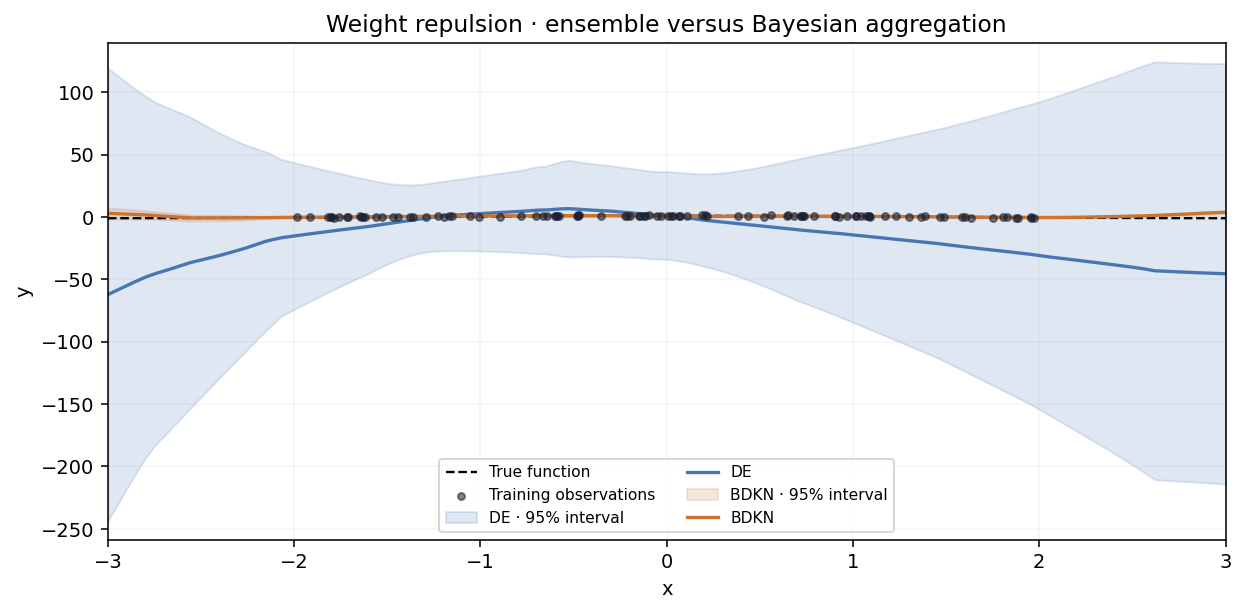 Weight repulsion · ensemble versus Bayesian aggregation
100
50
0
−50
−100
−150
−200
−250
y
True function
Training observations
DE · 95% interval
DE
BDKN · 95% interval
BDKN
−3 −2 −1 0 1 2 3
x